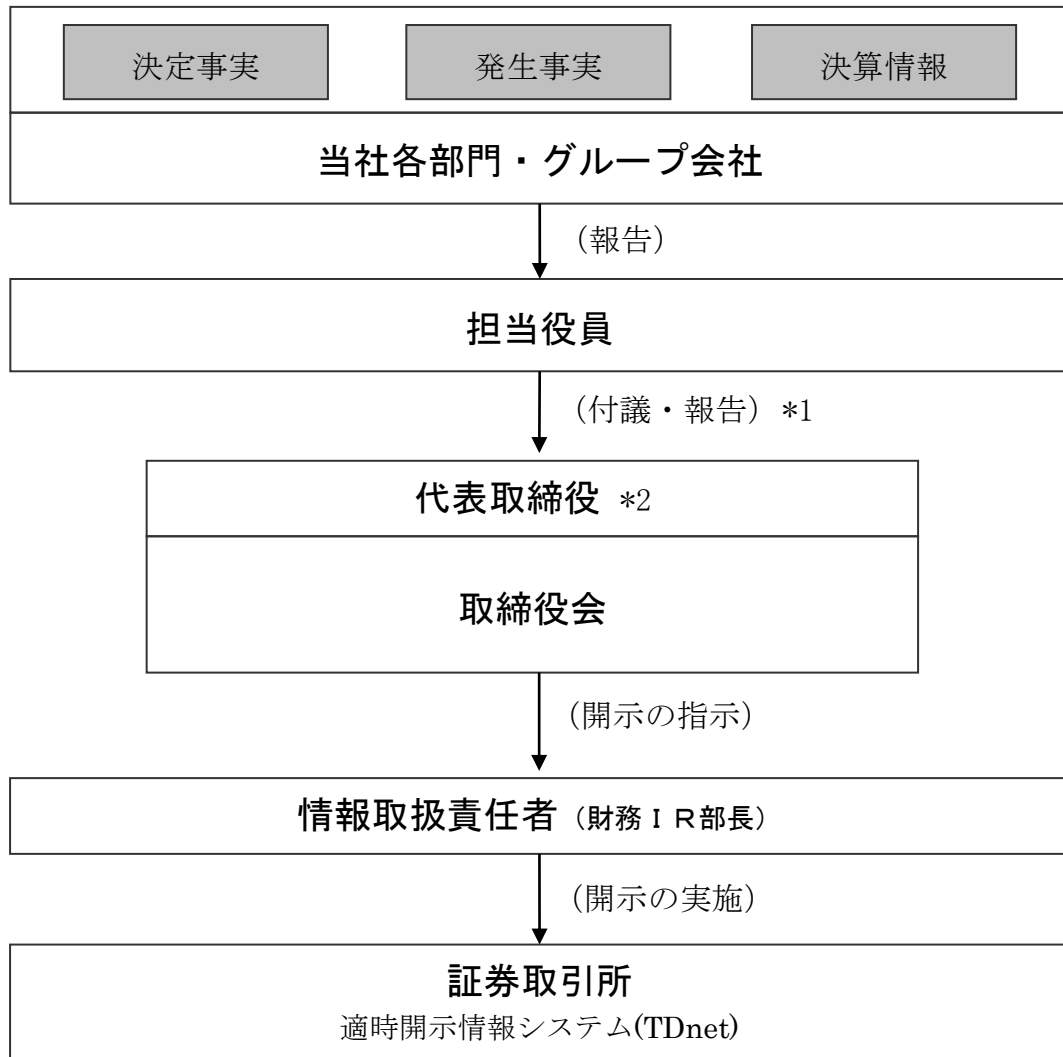 決定事実 発生事実 決算情報
当社各部門・グループ会社
（報告）
担当役員
（付議・報告）*1
代表取締役 *2
取締役会
（開示の指示）
情報取扱責任者（財務ＩＲ部長）
（開示の実施）
証券取引所
適時開示情報システム(TDnet)